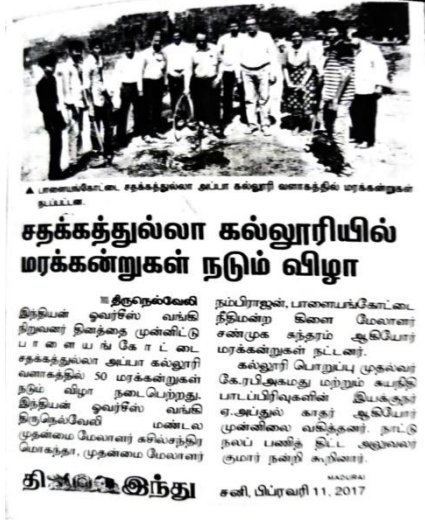 ▲ பாளையங்கோட்டை சதக்கத்துல்லா அப்பா கல்லூரி வளாகத்தில் மரக்கன்றுகள்
நடப்பட்டன.
சதக்கத்துல்லா கல்லூரியில்
மரக்கன்றுகள் நடும் விழா
திருநெல்வேலி
இந்தியன் ஓவர்சீஸ் வங்கி
நிறுவனர் தினத்தை முன்னிட்டு
பாளையங்கோட்டை
சதக்கத்துல்லா அப்பா கல்லூரி
வளாகத்தில் 50 மரக்கன்றுகள்
நடும் விழா நடைபெற்றது.
இந்தியன் ஓவர்சீஸ் வங்கி
திருநெல்வேலி மண்டல
முதன்மை மேலாளர் சுசில்சந்திர
மொகந்தா, முதன்மை மேலாளர்
நம்பிராஜன், பாளையங்கோட்டை
நீதிமன்ற கிளை மேலாளர்
சண்முக சுந்தரம் ஆகியோர்
மரக்கன்றுகள் நட்டனர்.
கல்லூரி பொறுப்பு முதல்வர்
கே.ரபிஅகமது மற்றும் சுயநிதி
பாடப்பிரிவுகளின் இயக்குநர்
ஏ.அப்துல் காதர் ஆகியோர்
முன்னிலை வகித்தனர். நாட்டு
நலப் பணித் திட்ட அலுவலர்
குமார் நன்றி கூறினார்.
தி இந்து
MADURAI
சனி, பிப்ரவரி 11, 2017